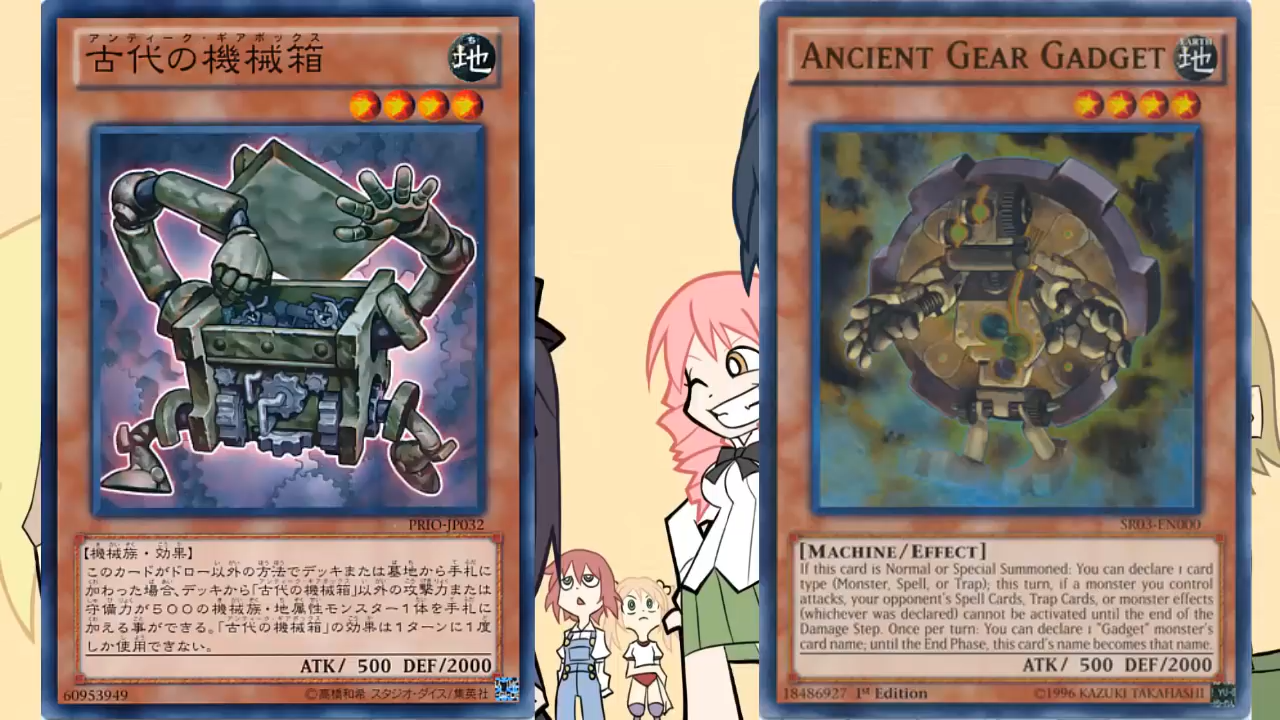 アンティーク・ギアボックス
古代の機械箱
地
PRIO-JP032
【機械族・効果】
このカードがドロー以外の方法でデッキまたは墓地から手札に
加わった場合、デッキから「古代の機械箱」以外の攻撃力または
守備力が500の機械族・地属性モンスター1体を手札に
加える事ができる。「古代の機械箱」の効果は1ターンに1度
しか使用できない。
ATK/ 500 DEF/2000
60953949
©高橋和希 スタジオ・ダイス/集英社
ANCIENT GEAR GADGET
EARTH
地
SR03-EN000
[MACHINE/EFFECT]
If this card is Normal or Special Summoned: You can declare 1 card
type (Monster, Spell, or Trap); this turn, if a monster you control
attacks, your opponent's Spell Cards, Trap Cards, or monster effects
(whichever was declared) cannot be activated until the end of the
Damage Step. Once per turn: You can declare 1 "Gadget" monster's
card name; until the End Phase, this card's name becomes that name.
ATK/ 500 DEF/2000
18486927 1st Edition
©1996 KAZUKI TAKAHASHI